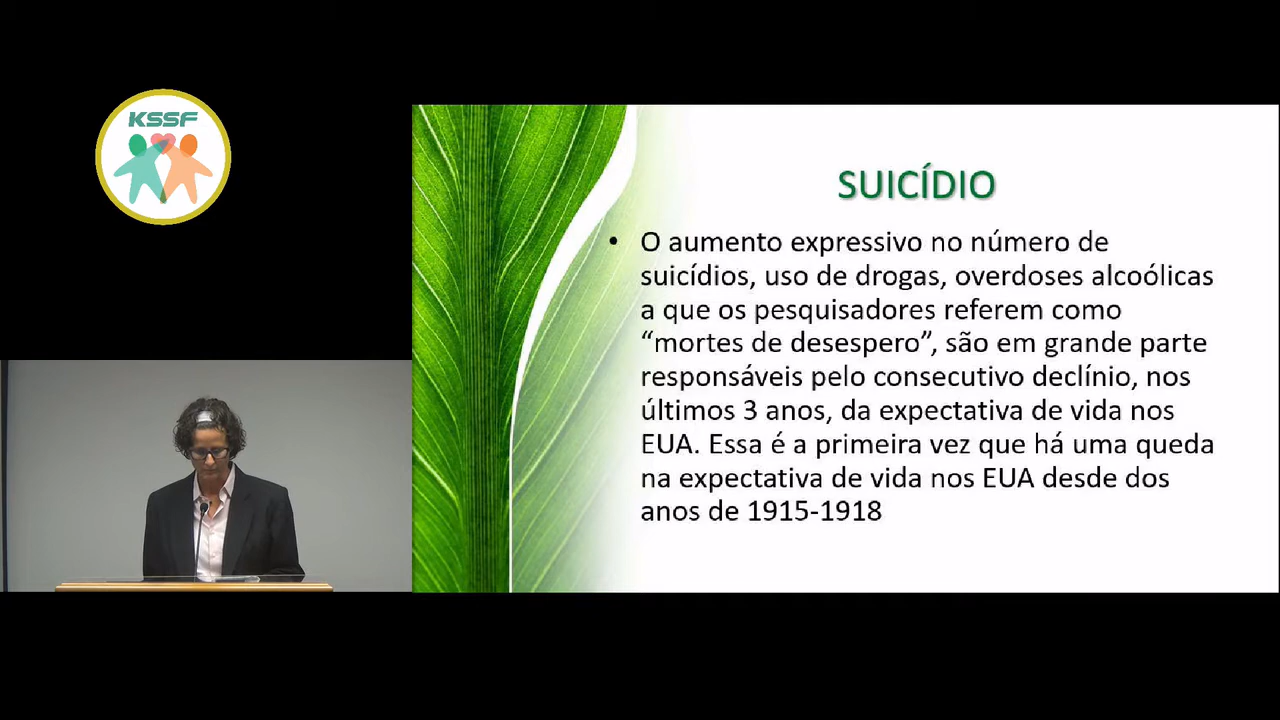 KSSF
SUICÍDIO
• O aumento expressivo no número de
suicídios, uso de drogas, overdoses alcoólicas
a que os pesquisadores referem como
“mortes de desespero”, são em grande parte
responsáveis pelo consecutivo declínio, nos
últimos 3 anos, da expectativa de vida nos
EUA. Essa é a primeira vez que há uma queda
na expectativa de vida nos EUA desde dos
anos de 1915-1918